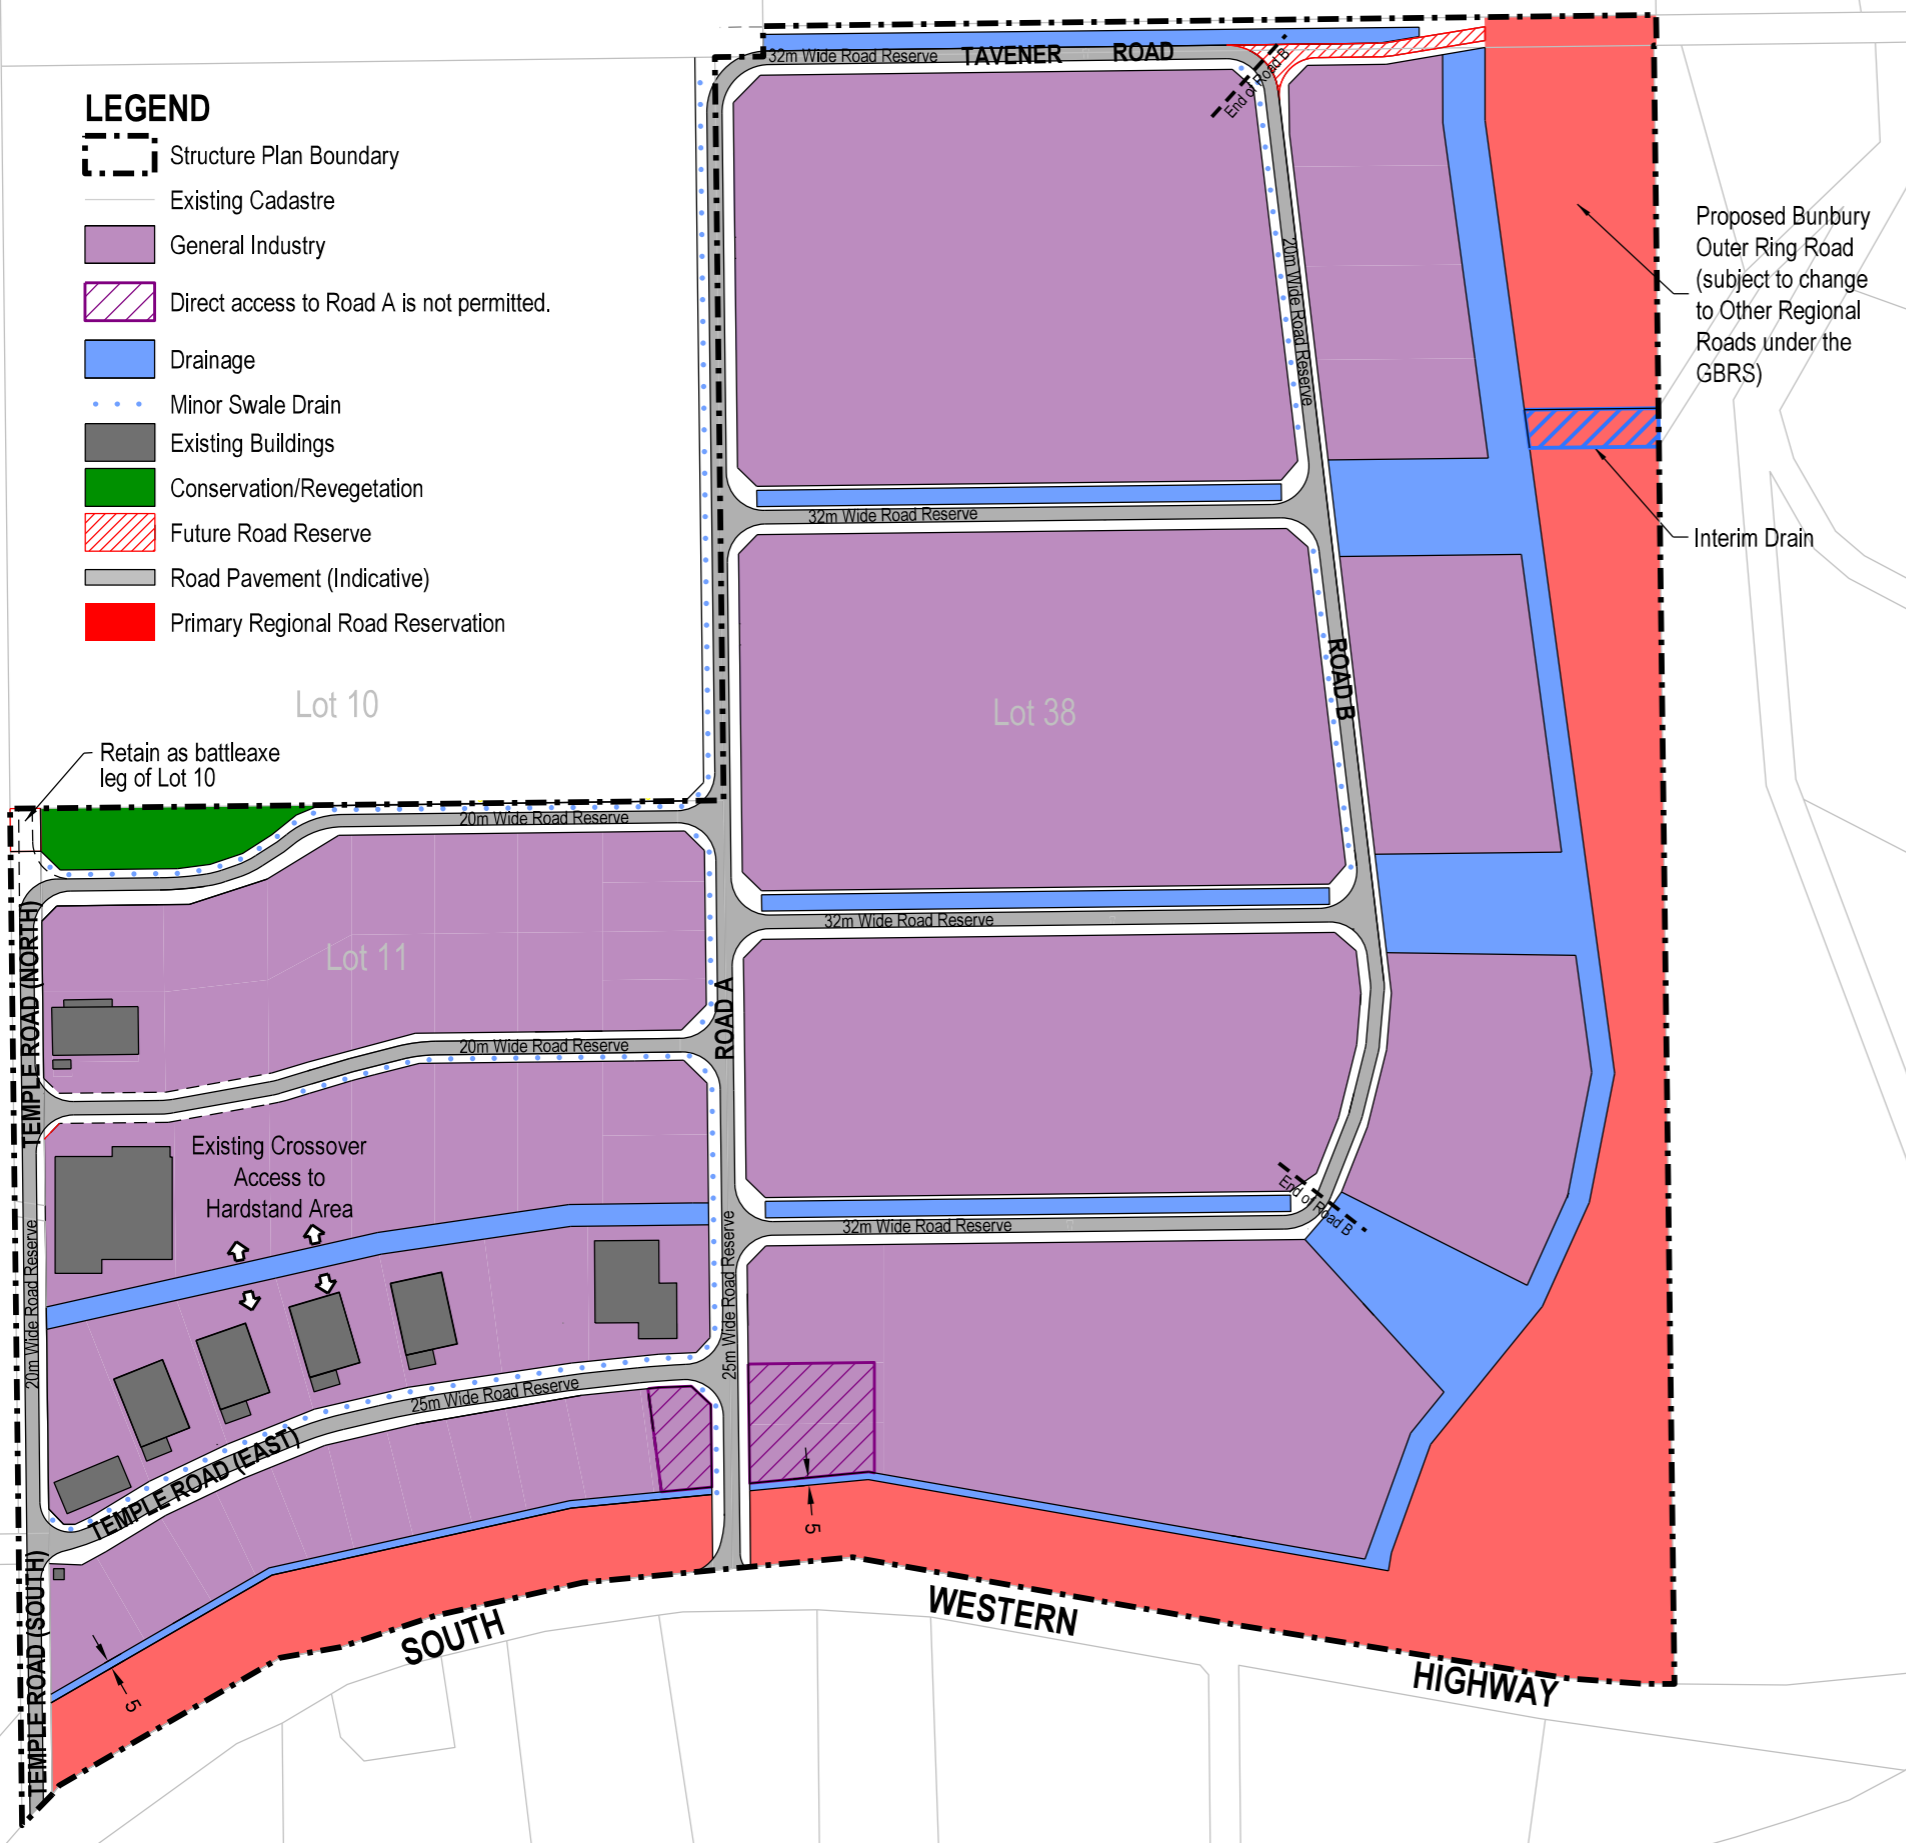 32m Wide Road Reserve
TAVENER ROAD
End of Road B
LEGEND
Structure Plan Boundary
Existing Cadastre
General Industry
Direct access to Road A is not permitted.
Drainage
Minor Swale Drain
Existing Buildings
Conservation/Revegetation
Future Road Reserve
Road Pavement (Indicative)
Primary Regional Road Reservation
20m Wide Road Reserve
Proposed Bunbury
Outer Ring Road
(subject to change
to Other Regional
Roads under the
GBRS)
32m Wide Road Reserve
Interim Drain
Lot 10
Lot 38
ROAD B
Retain as battleaxe
leg of Lot 10
20m Wide Road Reserve
32m Wide Road Reserve
TEMPLE ROAD (NORTH)
Lot 11
ROAD A
20m Wide Road Reserve
Existing Crossover
Access to
Hardstand Area
End of Road B
32m Wide Road Reserve
20m Wide Road Reserve
25m Wide Road Reserve
25m Wide Road Reserve
TEMPLE ROAD (EAST)
5
TEMPLE ROAD (SOUTH)
5
SOUTH
WESTERN
HIGHWAY